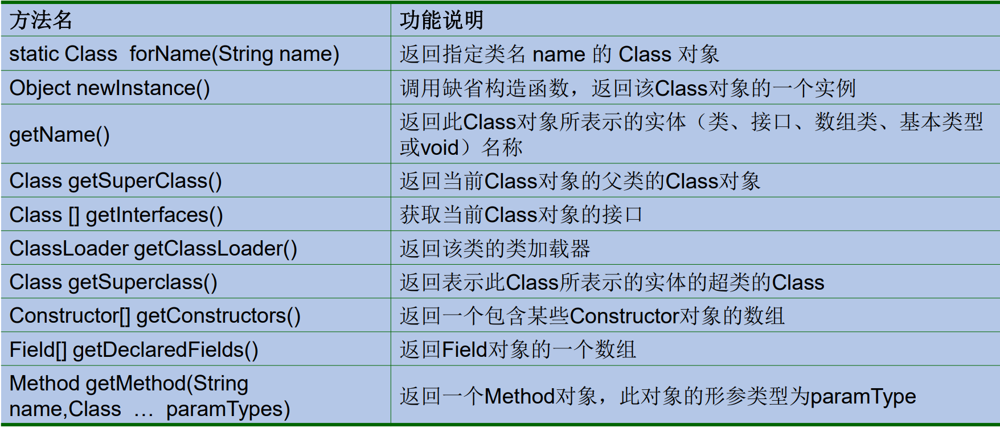 方法名
功能说明
static Class  forName(String name)
返回指定类名 name 的 Class 对象
Object newInstance()
调用缺省构造函数，返回该Class对象的一个实例
getName()
返回此Class对象所表示的实体（类、接口、数组类、基本类型
或void）名称
Class getSuperClass()
返回当前Class对象的父类的Class对象
Class [] getInterfaces()
获取当前Class对象的接口
ClassLoader getClassLoader()
返回该类的类加载器
Class getSuperclass()
返回表示此Class所表示的实体的超类的Class
Constructor[] getConstructors()
返回一个包含某些Constructor对象的数组
Field[] getDeclaredFields()
返回Field对象的一个数组
Method getMethod(String
name,Class  …  paramTypes)
返回一个Method对象，此对象的形参类型为paramType